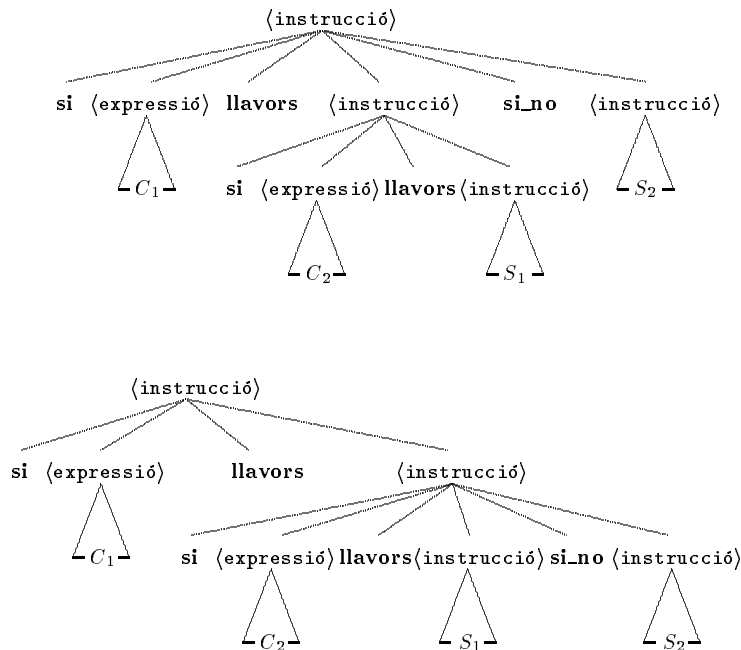 ⟨instrucció⟩
si ⟨expressió⟩ llavors ⟨instrucció⟩ si_no ⟨instrucció⟩
C₁ S₂
si ⟨expressió⟩ llavors ⟨instrucció⟩
C₂ S₁
⟨instrucció⟩
si ⟨expressió⟩ llavors ⟨instrucció⟩
C₁
si ⟨expressió⟩ llavors ⟨instrucció⟩ si_no ⟨instrucció⟩
C₂ S₁ S₂